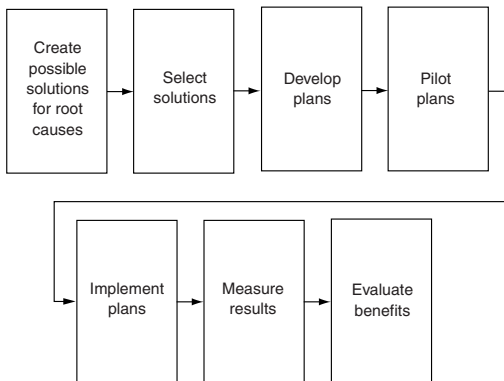 Create
possible
solutions
for root
causes
Select
solutions
Develop
plans
Pilot
plans
Implement
plans
Measure
results
Evaluate
benefits